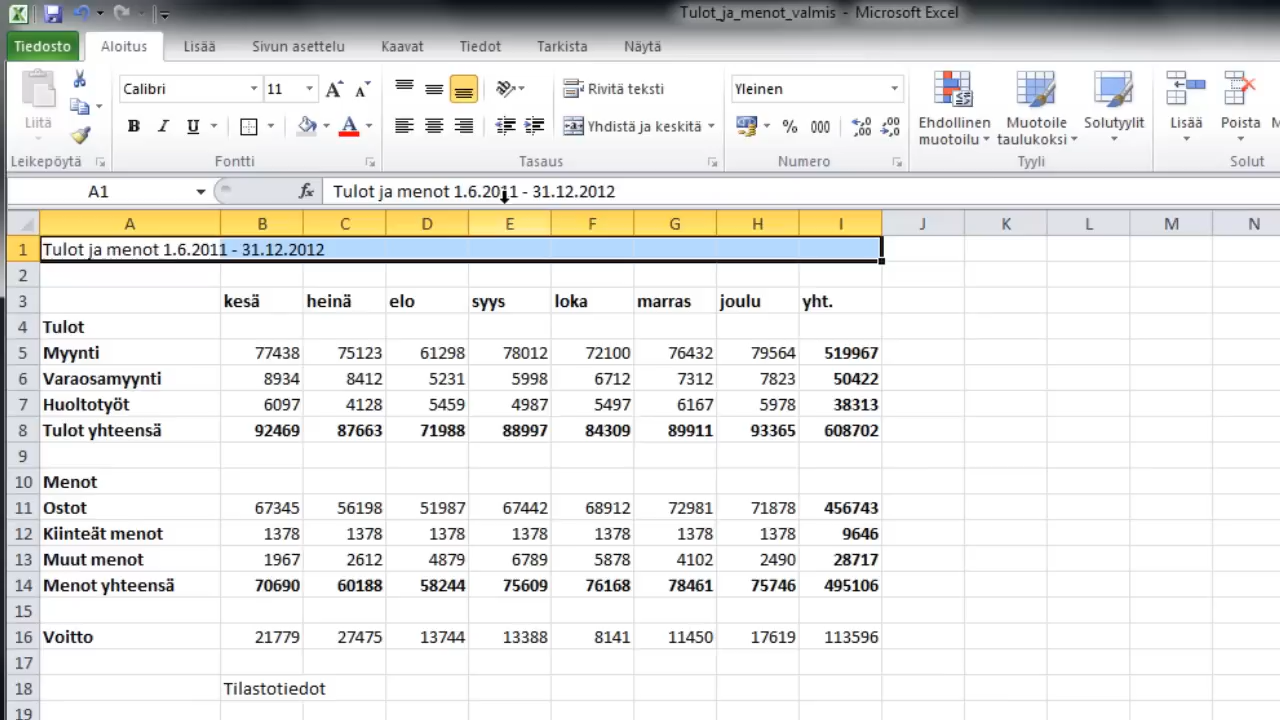 Tulot_ja_menot_valmis - Microsoft Excel
Tiedosto Aloitus Lisää Sivun asettelu Kaavat Tiedot Tarkista Näytä
Liitä
Leikepöytä
Calibri 11
B I U A
Fontti
Rivitä teksti
Yhdistä ja keskitä
Tasaus
Yleinen
% 000
Numero
Ehdollinen muotoilu
Muotoile taulukoksi
Solutyylit
Tyyli
Lisää
Poista
M
Solut
A1 fx Tulot ja menot 1.6.2011 - 31.12.2012
A B C D E F G H I J K L M N
1 Tulot ja menot 1.6.2011 - 31.12.2012
2
3 kesä heinä elo syys loka marras joulu yht.
4 Tulot
5 Myynti 77438 75123 61298 78012 72100 76432 79564 519967
6 Varaosamyynti 8934 8412 5231 5998 6712 7312 7823 50422
7 Huoltotyöt 6097 4128 5459 4987 5497 6167 5978 38313
8 Tulot yhteensä 92469 87663 71988 88997 84309 89911 93365 608702
9
10 Menot
11 Ostot 67345 56198 51987 67442 68912 72981 71878 456743
12 Kiinteät menot 1378 1378 1378 1378 1378 1378 1378 9646
13 Muut menot 1967 2612 4879 6789 5878 4102 2490 28717
14 Menot yhteensä 70690 60188 58244 75609 76168 78461 75746 495106
15
16 Voitto 21779 27475 13744 13388 8141 11450 17619 113596
17
18 Tilastotiedot
19